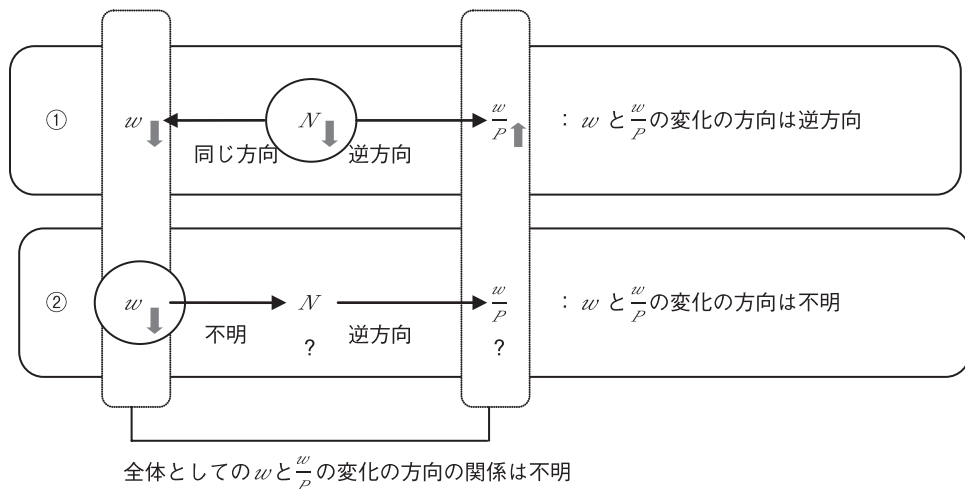 ① w N w/P : w と w/P の変化の方向は逆方向
同じ方向 逆方向
② w N w/P : w と w/P の変化の方向は不明
不明 逆方向
? ?
全体としての w と w/P の変化の方向の関係は不明